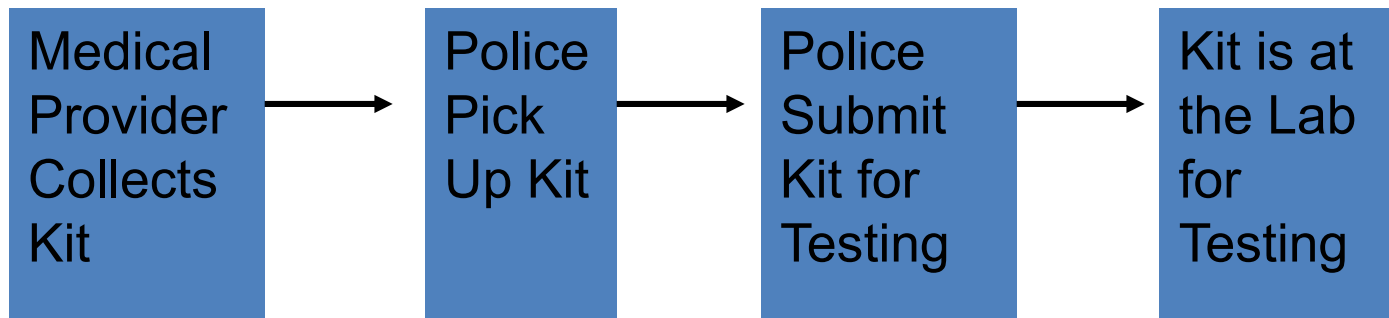 Medical
Provider
Collects
Kit
Police
Pick
Up Kit
Police
Submit
Kit for
Testing
Kit is at
the Lab
for
Testing